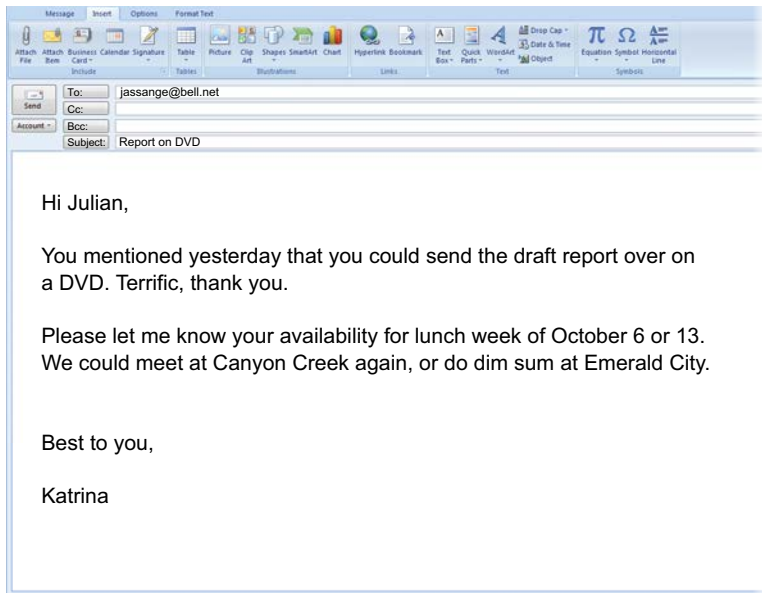 Message Insert Options Format Text
Attach File Attach Item Business Card Calendar Signature Table Picture Clip Art Shapes SmartArt Chart Hyperlink Bookmark Text Box Quick Parts WordArt Drop Cap Date & Time Object Equation Symbol Horizontal Line
Include Tables Illustrations Links Text Symbols
Send
Account
To: jassange@bell.net
Cc:
Bcc:
Subject: Report on DVD
Hi Julian,
You mentioned yesterday that you could send the draft report over on
a DVD. Terrific, thank you.
Please let me know your availability for lunch week of October 6 or 13.
We could meet at Canyon Creek again, or do dim sum at Emerald City.
Best to you,
Katrina